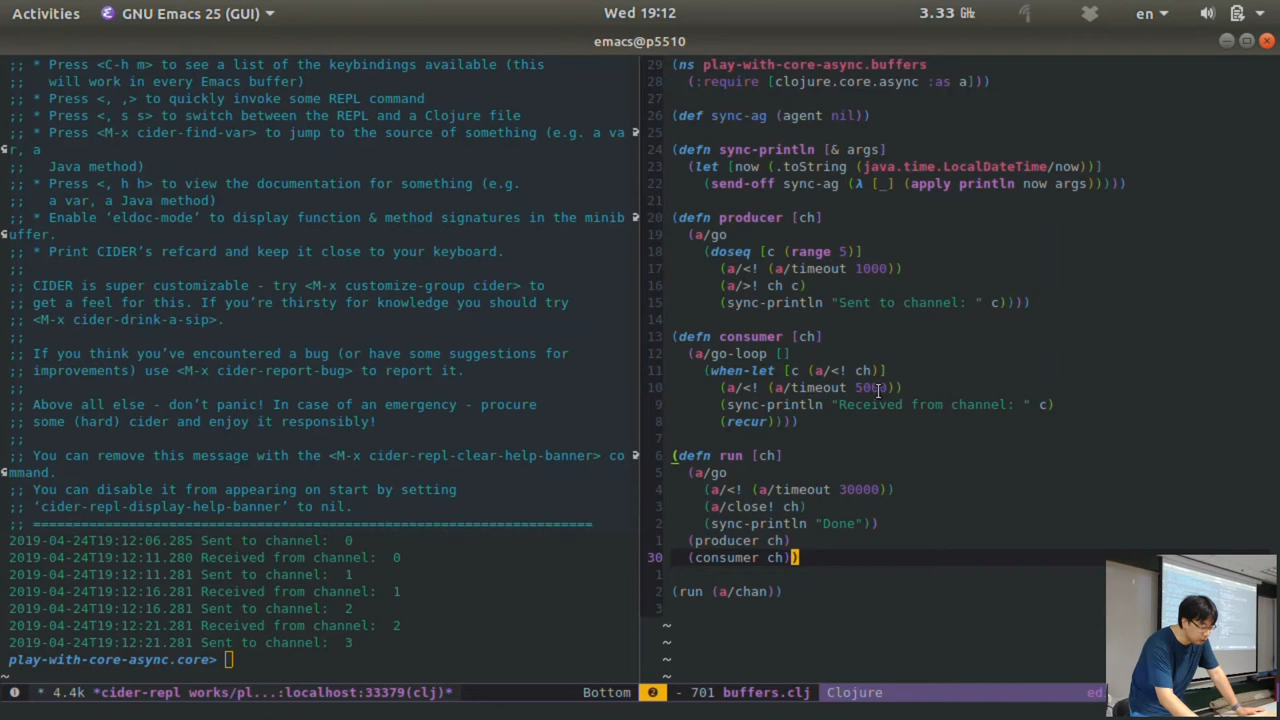 Activities GNU Emacs 25 (GUI) Wed 19:12 3.33 GHz en
emacs@p5510
;; * Press <C-h m> to see a list of the keybindings available (this
;; will work in every Emacs buffer)
;; * Press <, ,> to quickly invoke some REPL command
;; * Press <, s s> to switch between the REPL and a Clojure file
;; * Press <M-x cider-find-var> to jump to the source of something (e.g. a va
r, a
;; Java method)
;; * Press <, h h> to view the documentation for something (e.g.
;; a var, a Java method)
;; * Enable ‘eldoc-mode’ to display function & method signatures in the minib
uffer.
;; * Print CIDER’s refcard and keep it close to your keyboard.
;;
;; CIDER is super customizable - try <M-x customize-group cider> to
;; get a feel for this. If you’re thirsty for knowledge you should try
;; <M-x cider-drink-a-sip>.
;;
;; If you think you’ve encountered a bug (or have some suggestions for
;; improvements) use <M-x cider-report-bug> to report it.
;;
;; Above all else - don’t panic! In case of an emergency - procure
;; some (hard) cider and enjoy it responsibly!
;;
;; You can remove this message with the <M-x cider-repl-clear-help-banner> co
mmand.
;; You can disable it from appearing on start by setting
;; ‘cider-repl-display-help-banner’ to nil.
;; ======================================================================
2019-04-24T19:12:06.285 Sent to channel:  0
2019-04-24T19:12:11.280 Received from channel:  0
2019-04-24T19:12:11.281 Sent to channel:  1
2019-04-24T19:12:16.281 Received from channel:  1
2019-04-24T19:12:16.281 Sent to channel:  2
2019-04-24T19:12:21.281 Received from channel:  2
2019-04-24T19:12:21.281 Sent to channel:  3
play-with-core-async.core>
~
❶ * 4.4k *cider-repl works/pl...:localhost:33379(clj)* Bottom
29 (ns play-with-core-async.buffers
28 (:require [clojure.core.async :as a]))
27
26 (def sync-ag (agent nil))
25
24 (defn sync-println [& args]
23 (let [now (.toString (java.time.LocalDateTime/now))]
22 (send-off sync-ag (λ [_] (apply println now args)))))
21
20 (defn producer [ch]
19 (a/go
18 (doseq [c (range 5)]
17 (a/<! (a/timeout 1000))
16 (a/>! ch c)
15 (sync-println "Sent to channel: " c))))
14
13 (defn consumer [ch]
12 (a/go-loop []
11 (when-let [c (a/<! ch)]
10 (a/<! (a/timeout 5000))
9 (sync-println "Received from channel: " c)
8 (recur))))
7
6 (defn run [ch]
5 (a/go
4 (a/<! (a/timeout 30000))
3 (a/close! ch)
2 (sync-println "Done"))
1 (producer ch)
30 (consumer ch))
1
2 (run (a/chan))
3
~
~
~
~
❷ - 701 buffers.clj Clojure ed